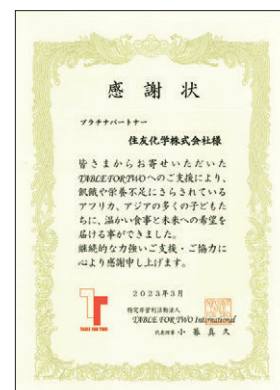 感謝状
プラチナパートナー
住友化学株式会社様
皆さまからお寄せいただいた
TABLE FOR TWOへのご支援により、
飢餓や栄養不足にさらされている
アフリカ、アジアの多くの子どもた
ちに、温かい食事と未来への希望を
届ける事ができました。
継続的な力強いご支援・ご協力に
心より感謝申し上げます。
2023年3月
特定非営利活動法人
TABLE FOR TWO International
代表理事 小暮真久
TABLE FOR TWO